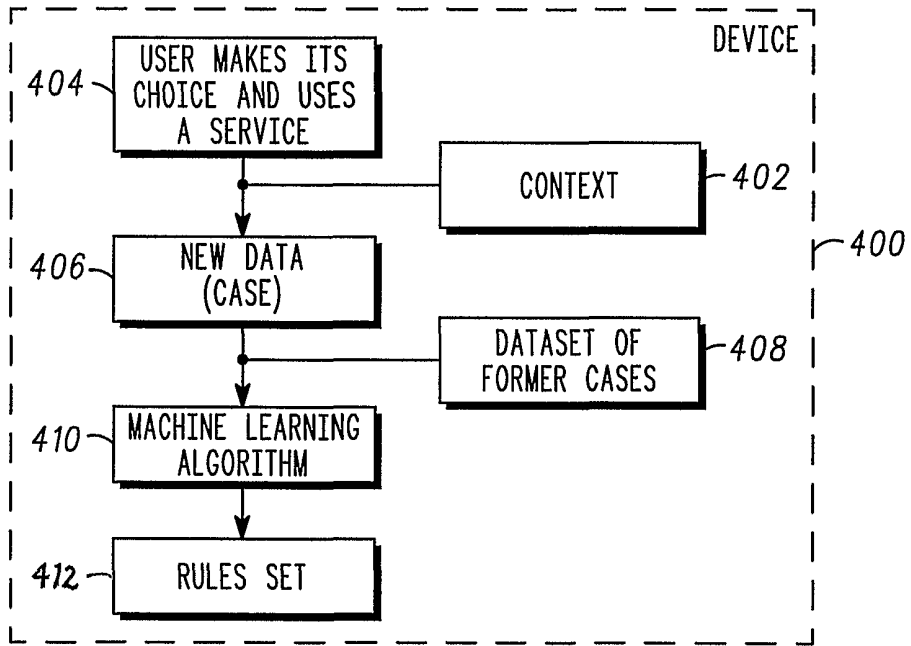 DEVICE
404
USER MAKES ITS
CHOICE AND USES
A SERVICE
CONTEXT
402
400
406
NEW DATA
(CASE)
DATASET OF
FORMER CASES
408
410
MACHINE LEARNING
ALGORITHM
412
RULES SET